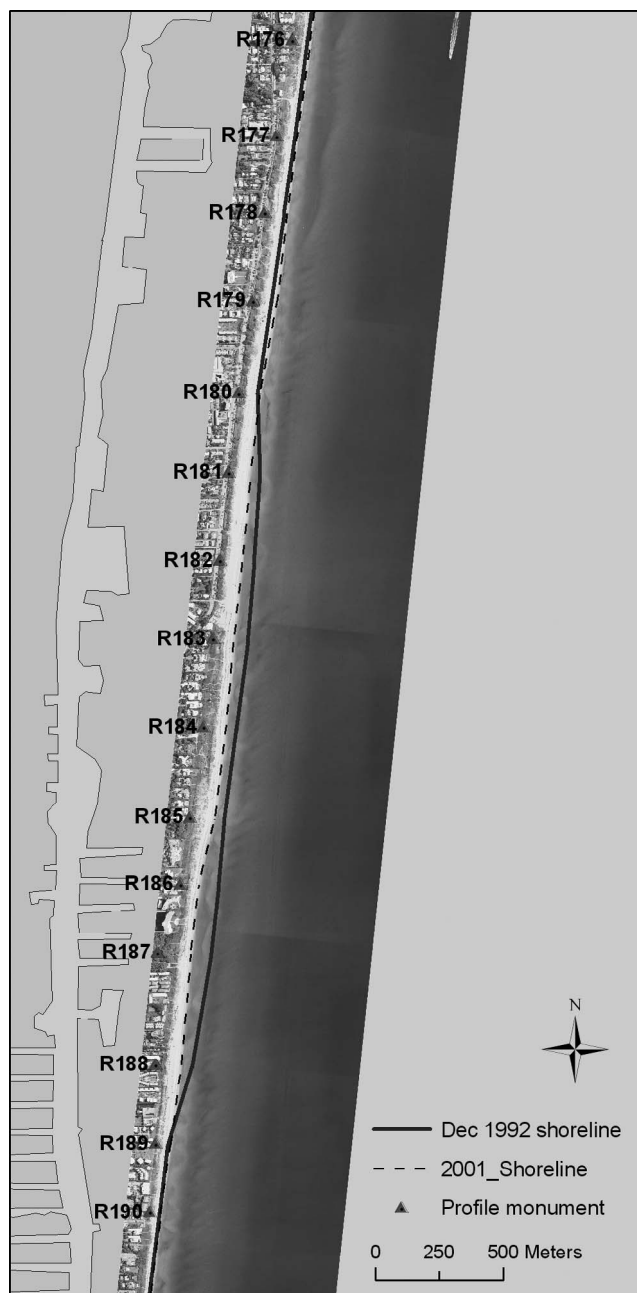 R176
R177
R178
R179
R180
R181
R182
R183
R184
R185
R186
R187
R188
R189
R190
N
Dec 1992 shoreline
2001_Shoreline
Profile monument
0 250 500 Meters